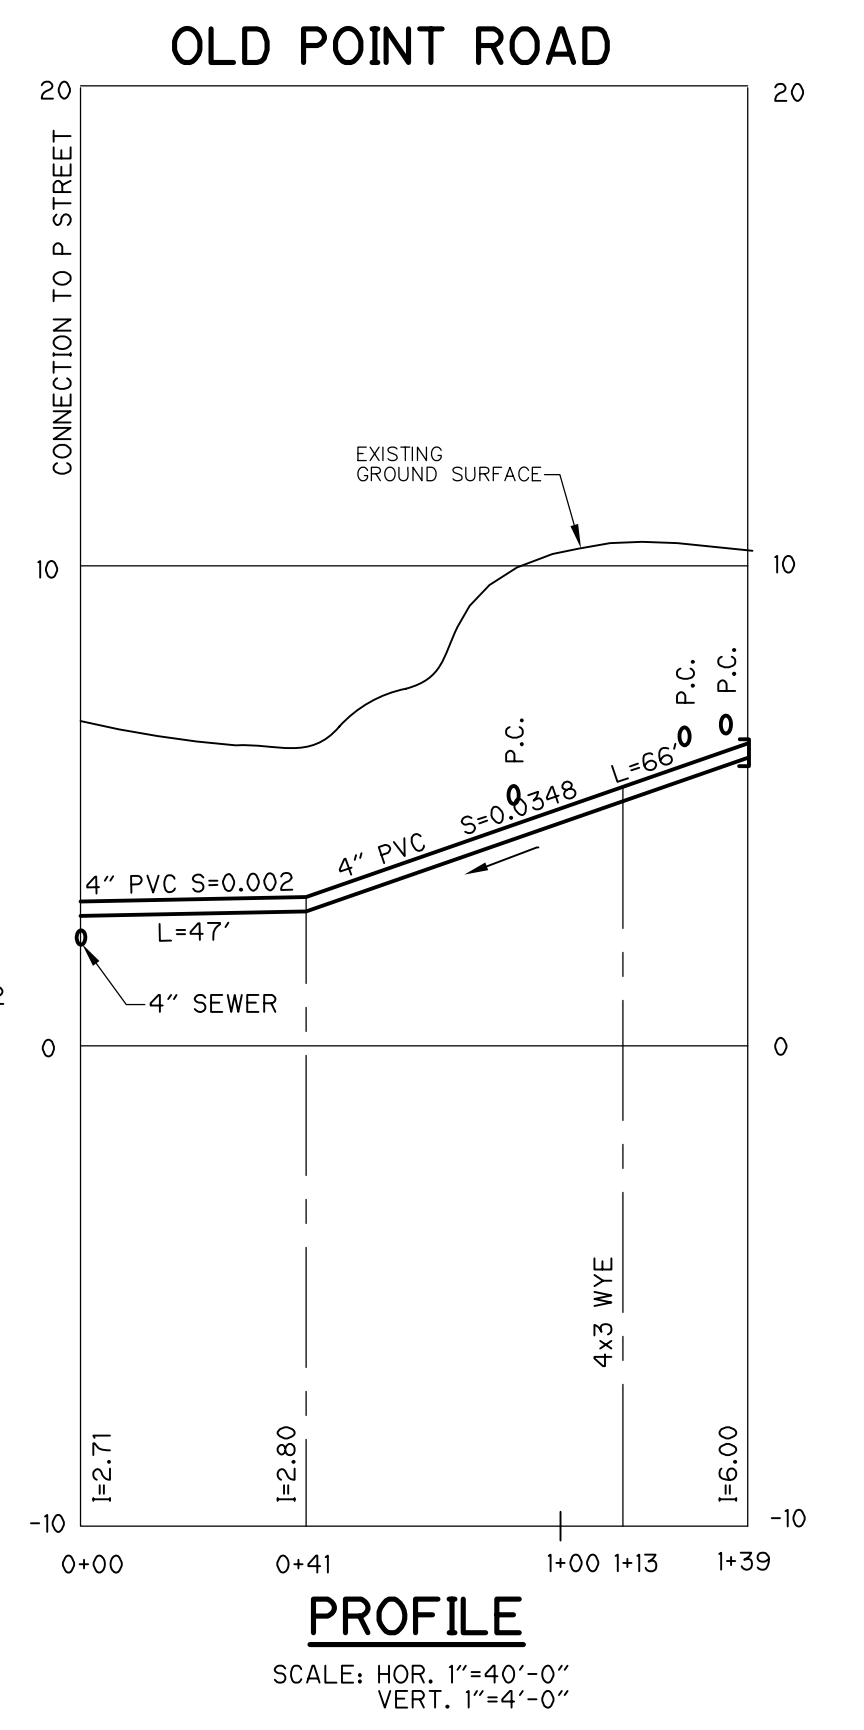 OLD POINT ROAD
20
20
CONNECTION TO P STREET
EXISTING
GROUND SURFACE
10
10
P.C.
P.C.
P.C.
L=66'
S=0.0348
4" PVC
4" PVC S=0.002
L=47'
4" SEWER
0
0
4x3 WYE
I=2.71
I=2.80
I=6.00
-10
-10
0+00
0+41
1+00
1+13
1+39
PROFILE
SCALE: HOR. 1"=40'-0"
VERT. 1"=4'-0"